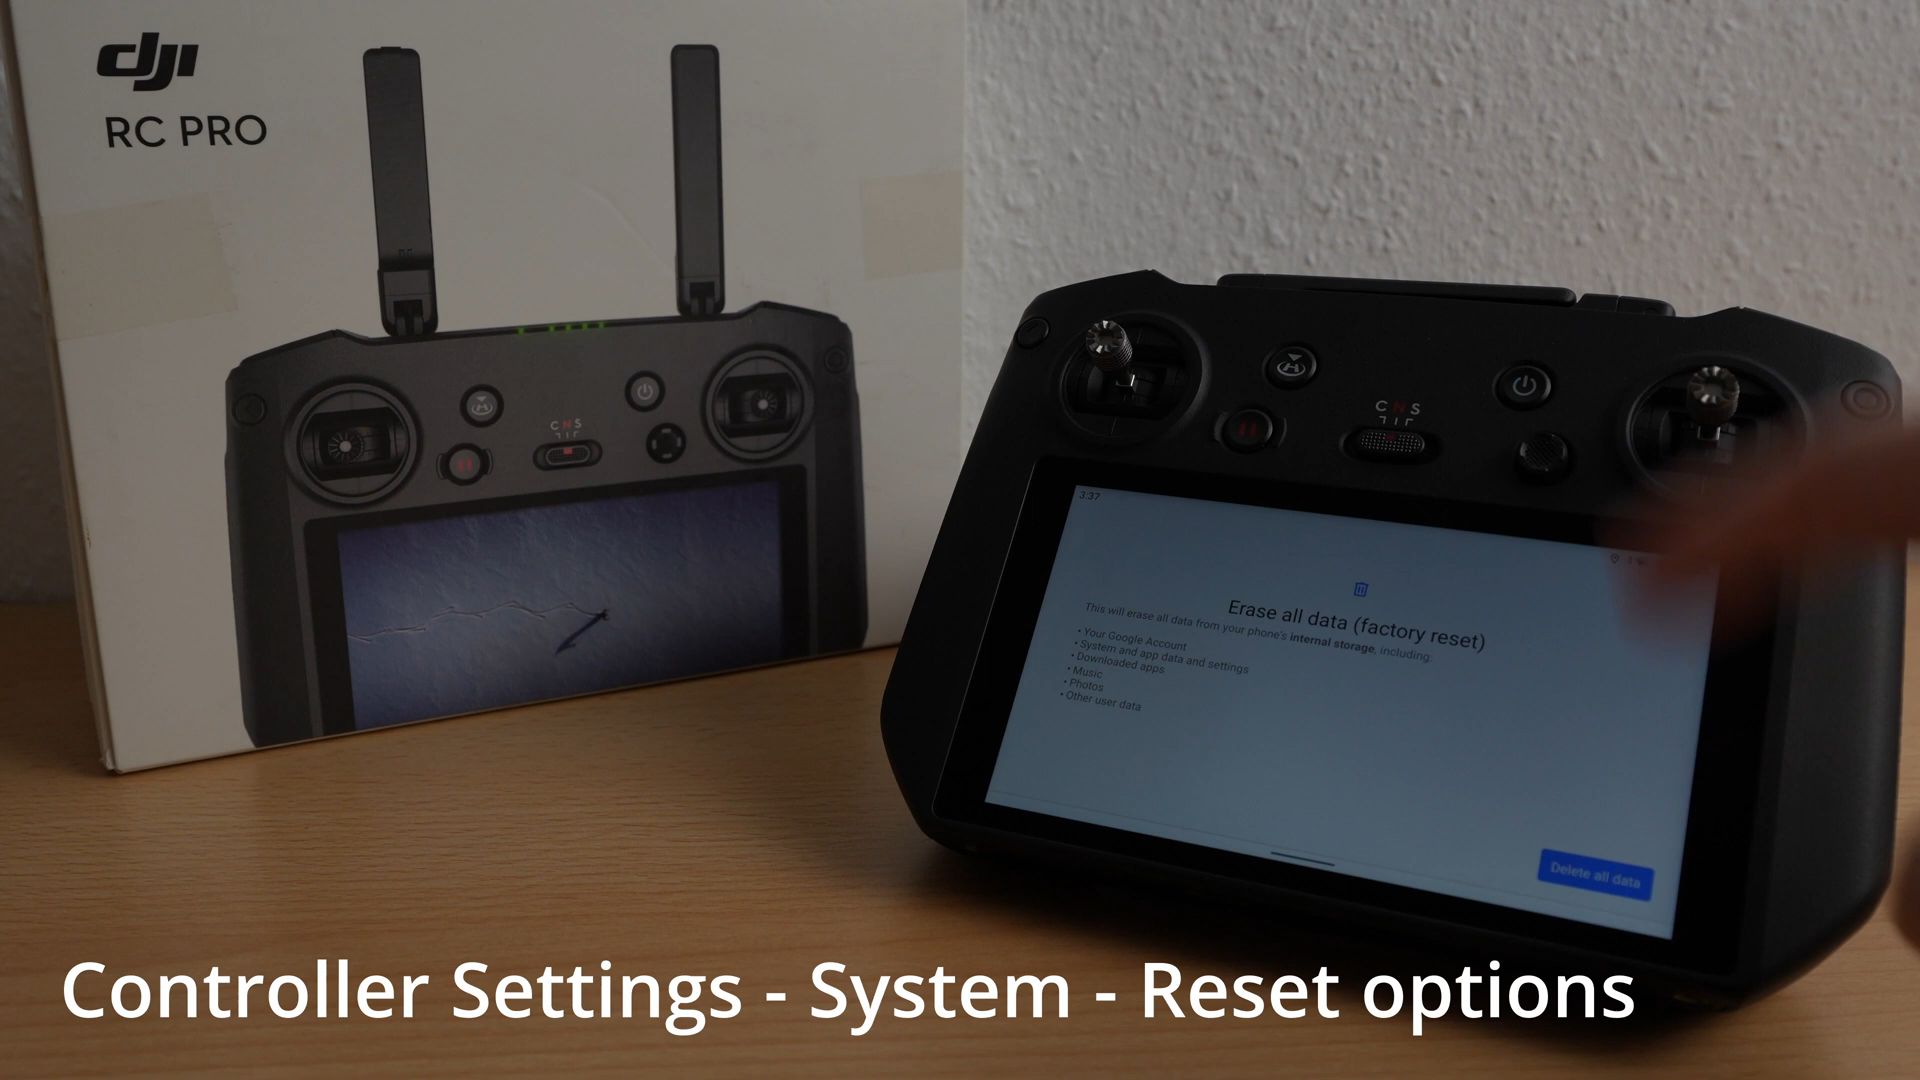 dji
RC PRO
C N S
C N S
3:37
Erase all data (factory reset)
This will erase all data from your phone's internal storage, including:
• Your Google Account
• System and app data and settings
• Downloaded apps
• Music
• Photos
• Other user data
Delete all data
Controller Settings - System - Reset options